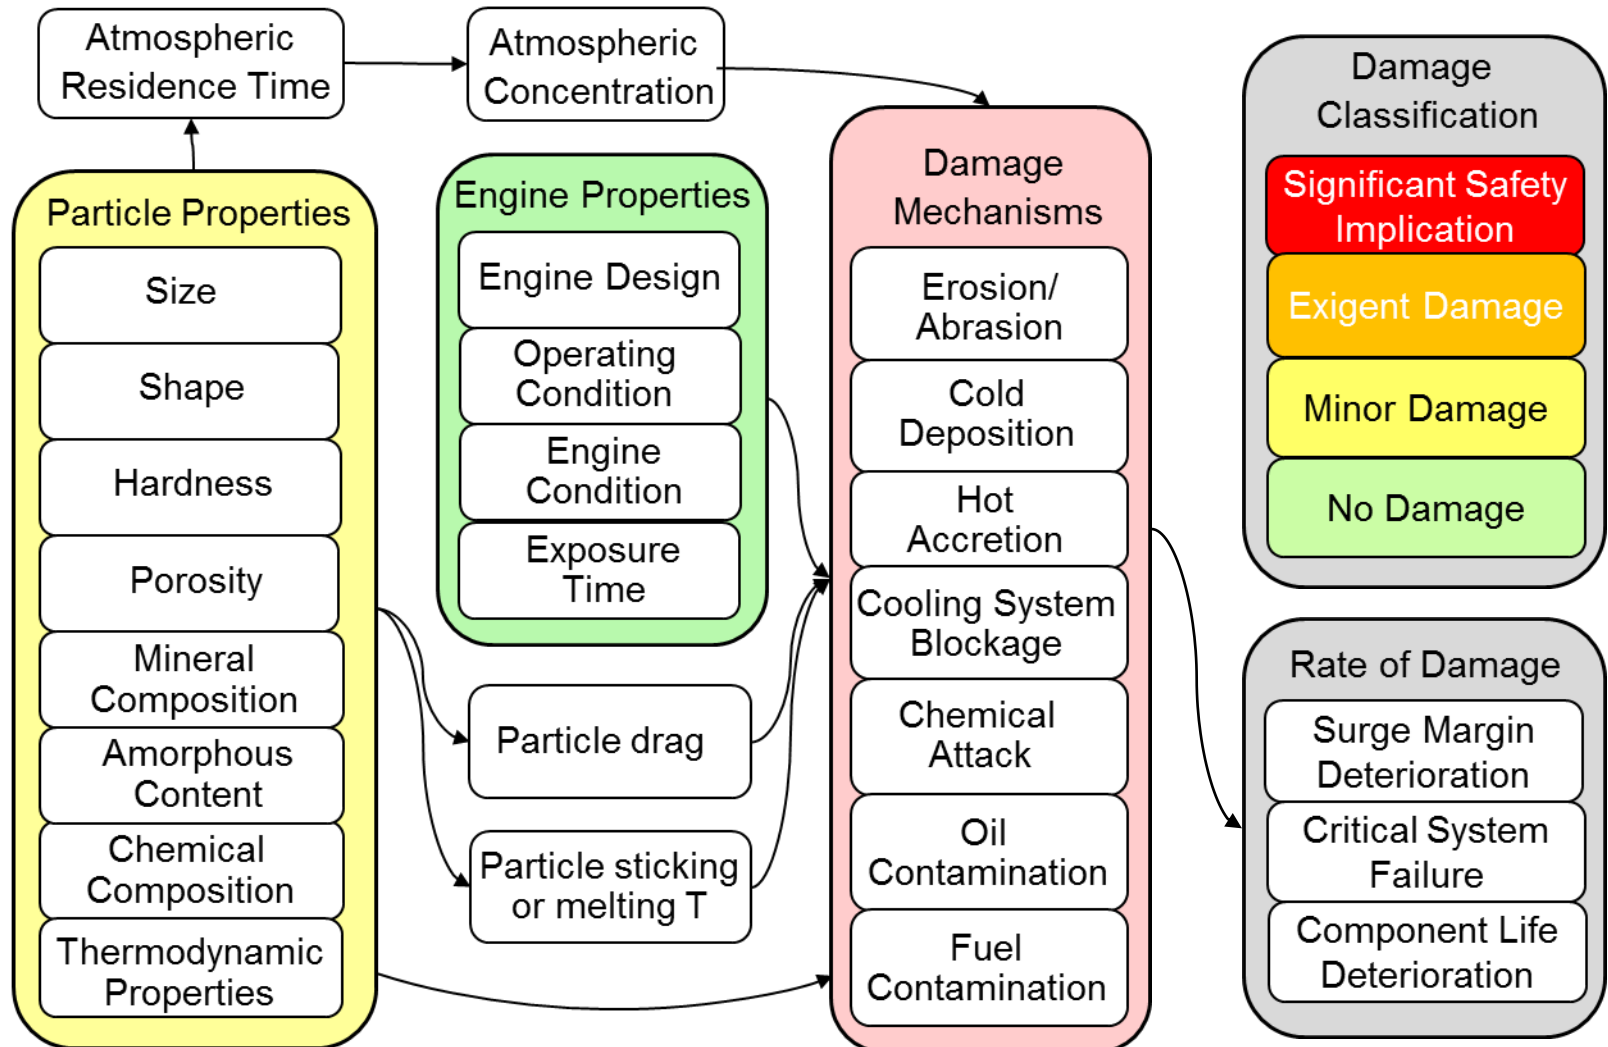 Atmospheric
Residence Time
Atmospheric
Concentration
Particle Properties
Size
Shape
Hardness
Porosity
Mineral
Composition
Amorphous
Content
Chemical
Composition
Thermodynamic
Properties
Engine Properties
Engine Design
Operating
Condition
Engine
Condition
Exposure
Time
Particle drag
Particle sticking
or melting T
Damage
Mechanisms
Erosion/
Abrasion
Cold
Deposition
Hot
Accretion
Cooling System
Blockage
Chemical
Attack
Oil
Contamination
Fuel
Contamination
Damage
Classification
Significant Safety
Implication
Exigent Damage
Minor Damage
No Damage
Rate of Damage
Surge Margin
Deterioration
Critical System
Failure
Component Life
Deterioration